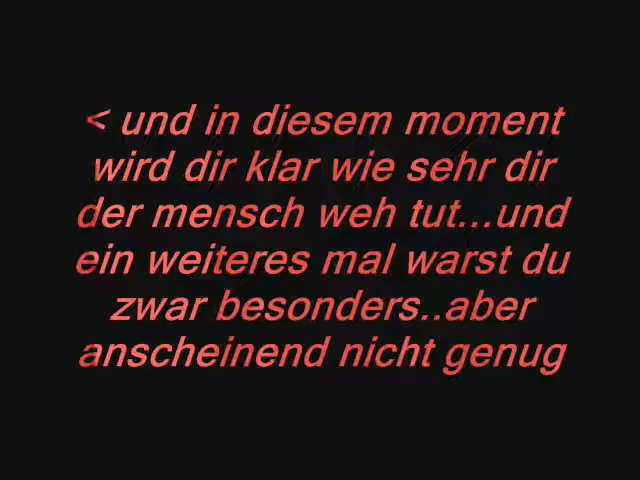 < und in diesem moment
wird dir klar wie sehr dir
der mensch weh tut...und
ein weiteres mal warst du
zwar besonders..aber
anscheinend nicht genug